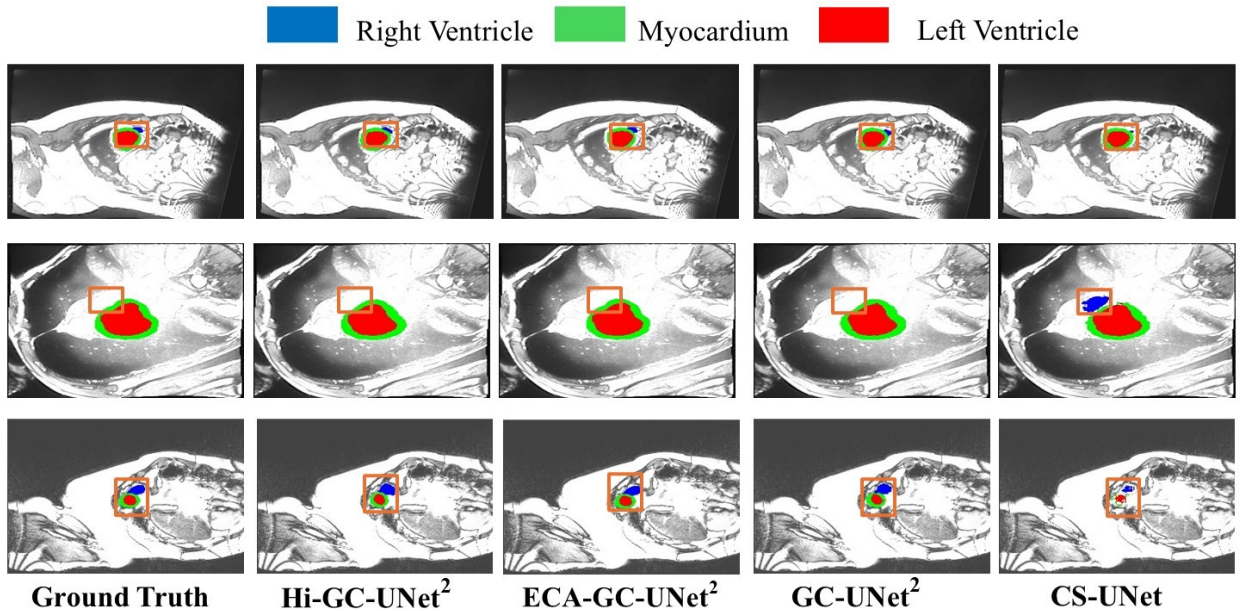 Right Ventricle Myocardium Left Ventricle
Ground Truth Hi-GC-UNet² ECA-GC-UNet² GC-UNet² CS-UNet